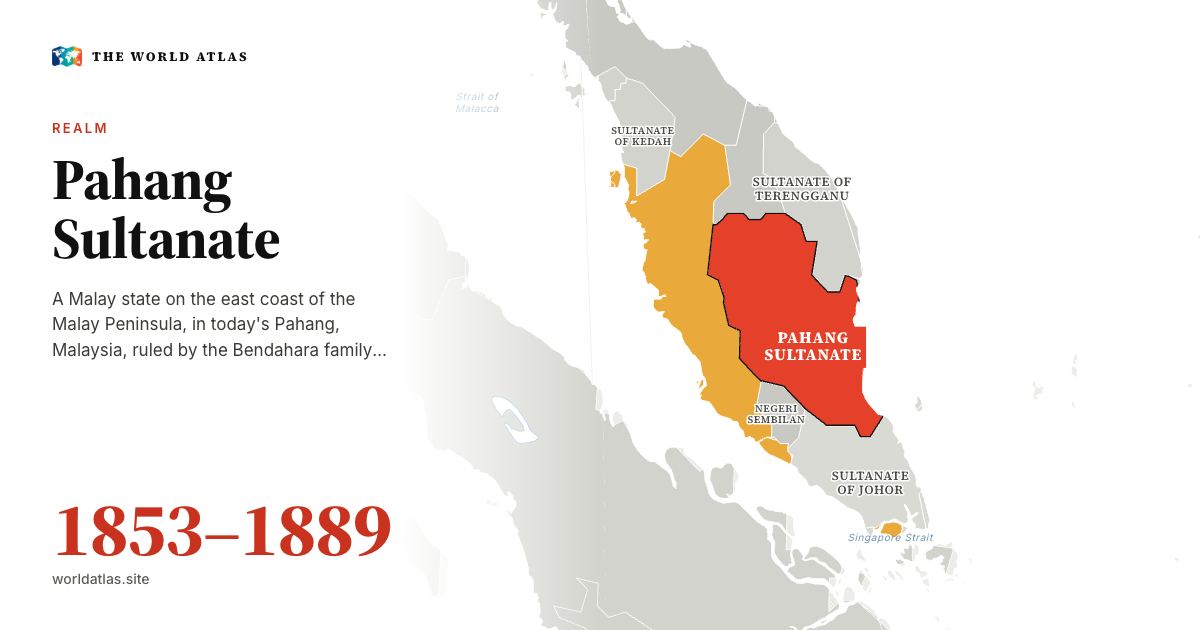 THE WORLD ATLAS
REALM
Pahang
Sultanate
A Malay state on the east coast of the
Malay Peninsula, in today's Pahang,
Malaysia, ruled by the Bendahara family...
1853–1889
worldatlas.site
Strait of
Malacca
SULTANATE
OF KEDAH
SULTANATE OF
TERENGGANU
PAHANG
SULTANATE
NEGERI
SEMBILAN
SULTANATE
OF JOHOR
Singapore Strait